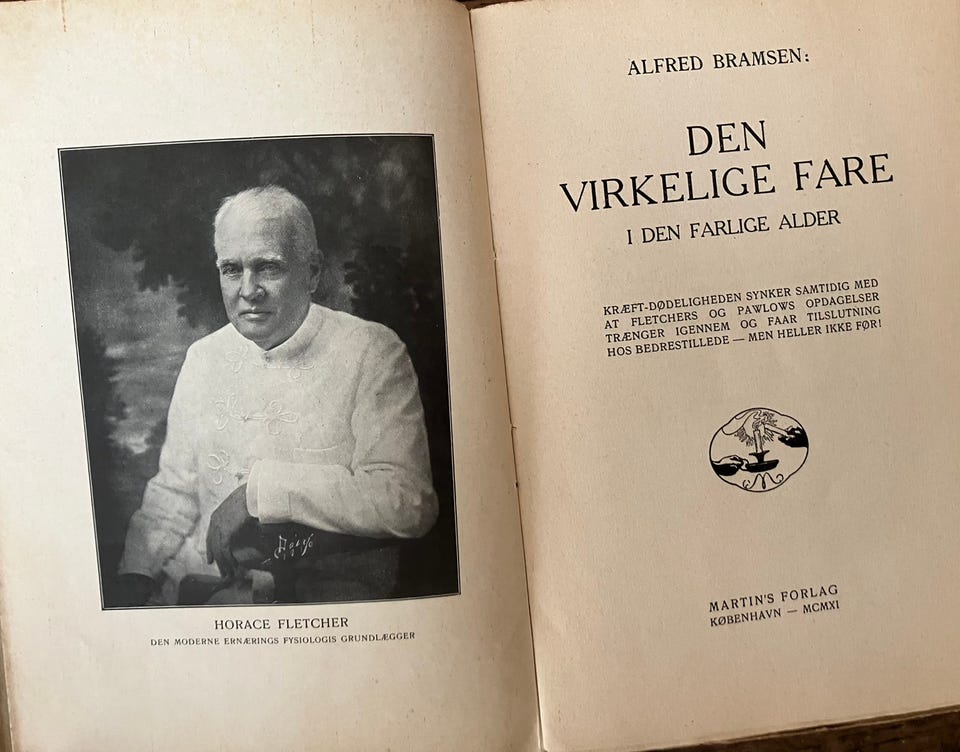 HORACE FLETCHER
DEN MODERNE ERNÆRINGS FYSIOLOGIS GRUNDLÆGGER
ALFRED BRAMSEN:
DEN
VIRKELIGE FARE
I DEN FARLIGE ALDER
KRÆFT-DØDELIGHEDEN SYNKER SAMTIDIG MED
AT FLETCHERS OG PAWLOWS OPDAGELSER
TRÆNGER IGENNEM OG FAAR TILSLUTNING
HOS BEDRESTILLEDE — MEN HELLER IKKE FØR!
M
MARTIN'S FORLAG
KØBENHAVN — MCMXI